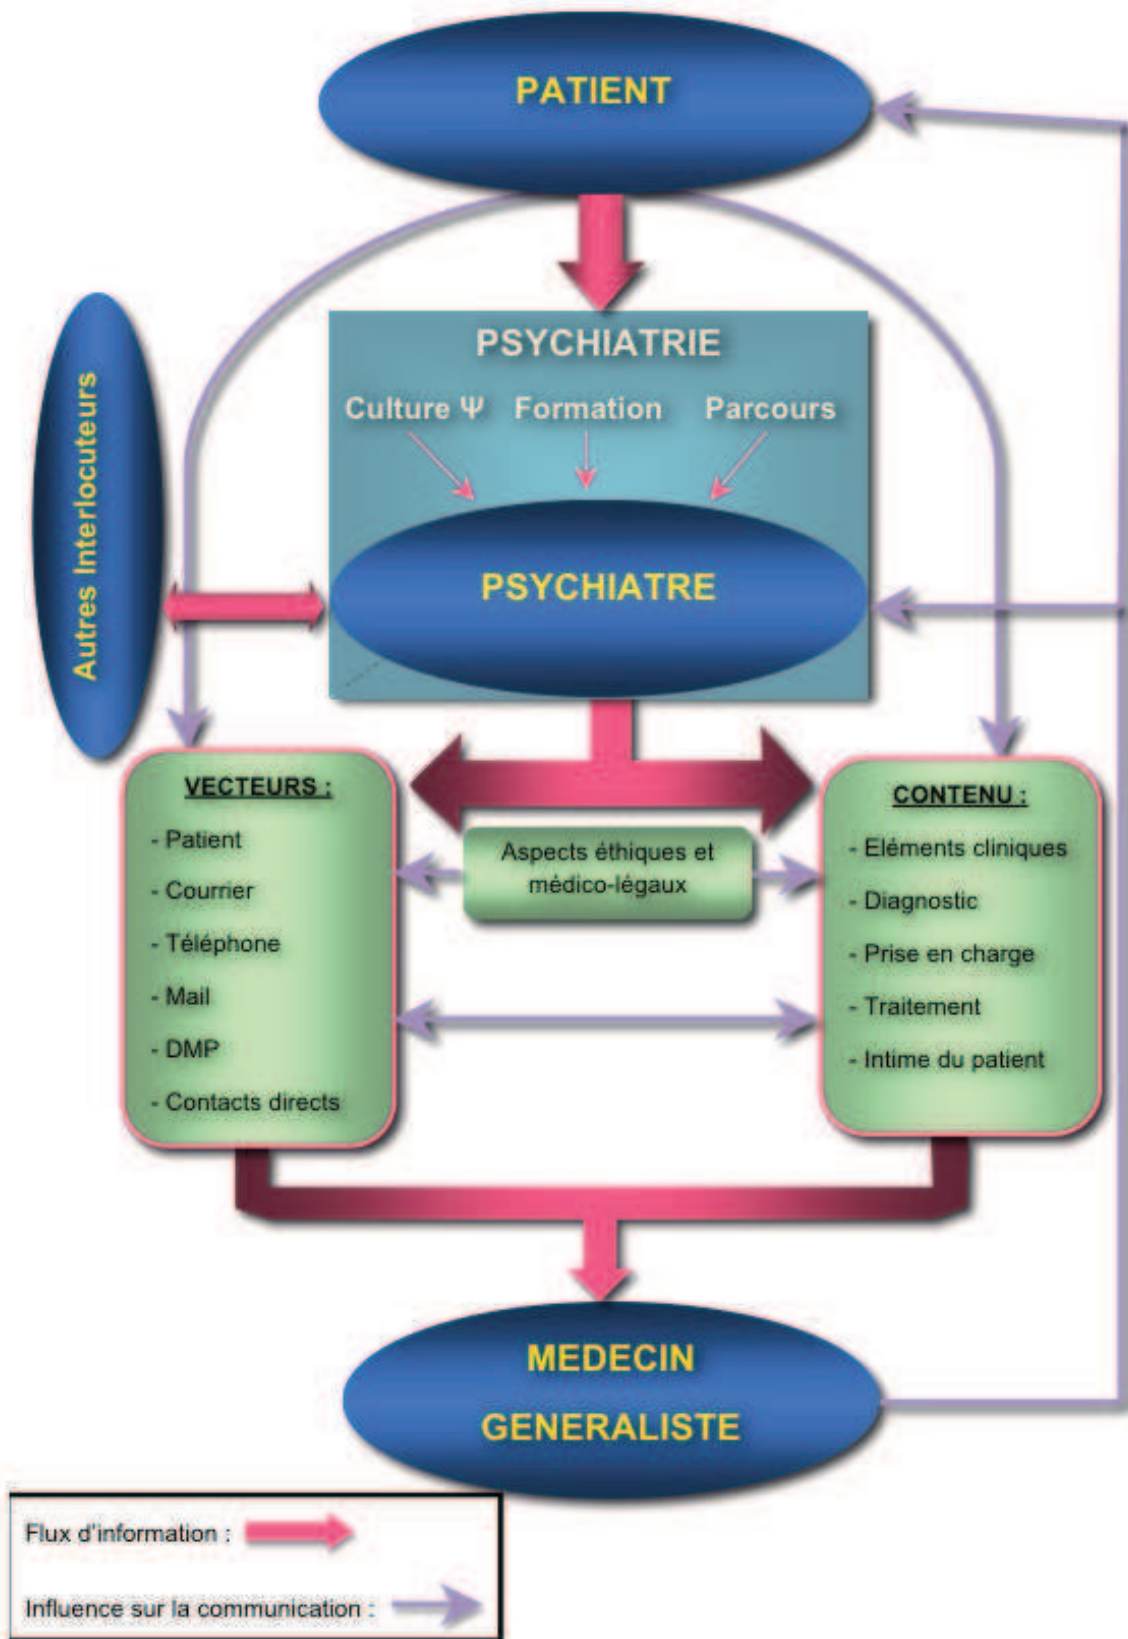 PATIENT
PSYCHIATRIE
Culture Ψ Formation Parcours
PSYCHIATRE
Autres Interlocuteurs
VECTEURS :
- Patient
- Courrier
- Téléphone
- Mail
- DMP
- Contacts directs
Aspects éthiques et
médico-légaux
CONTENU :
- Eléments cliniques
- Diagnostic
- Prise en charge
- Traitement
- Intime du patient
MEDECIN
GENERALISTE
Flux d'information :
Influence sur la communication :